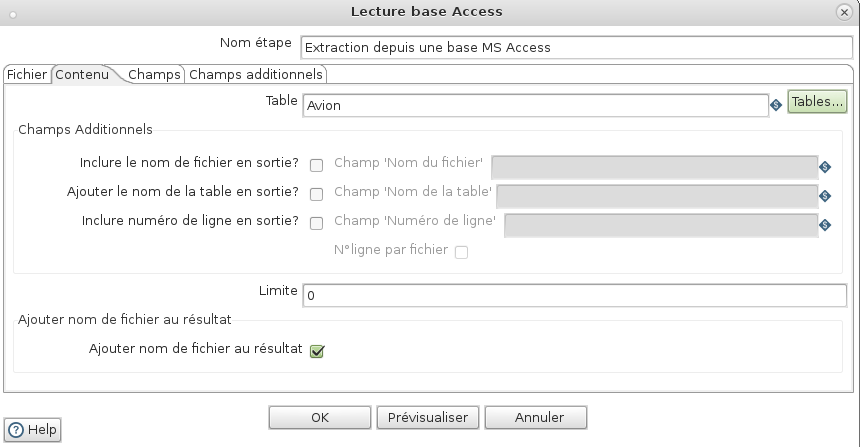 Lecture base Access
Nom étape Extraction depuis une base MS Access
Fichier Contenu Champs Champs additionnels
Table Avion Tables...
Champs Additionnels
Inclure le nom de fichier en sortie? Champ 'Nom du fichier'
Ajouter le nom de la table en sortie? Champ 'Nom de la table'
Inclure numéro de ligne en sortie? Champ 'Numéro de ligne'
N°ligne par fichier
Limite 0
Ajouter nom de fichier au résultat
Ajouter nom de fichier au résultat
OK Prévisualiser Annuler
Help